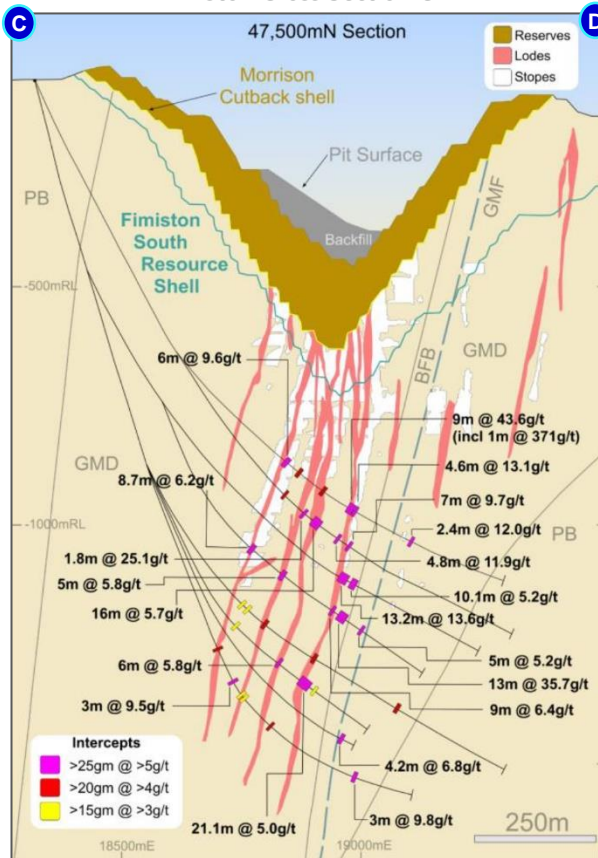 C
D
47,500mN Section
Reserves
Lodes
Stopes
Morrison
Cutback shell
Pit Surface
PB
GMF
Fimiston
South
Resource
Shell
Backfill
-500mRL
BFB
GMD
6m @ 9.6g/t
9m @ 43.6g/t
(incl 1m @ 371g/t)
GMD
8.7m @ 6.2g/t
4.6m @ 13.1g/t
7m @ 9.7g/t
-1000mRL
2.4m @ 12.0g/t
PB
1.8m @ 25.1g/t
4.8m @ 11.9g/t
5m @ 5.8g/t
10.1m @ 5.2g/t
16m @ 5.7g/t
13.2m @ 13.6g/t
6m @ 5.8g/t
5m @ 5.2g/t
13m @ 35.7g/t
3m @ 9.5g/t
9m @ 6.4g/t
Intercepts
>25gm @ >5g/t
>20gm @ >4g/t
>15gm @ >3g/t
4.2m @ 6.8g/t
21.1m @ 5.0g/t
3m @ 9.8g/t
250m
18500mE
19000mE